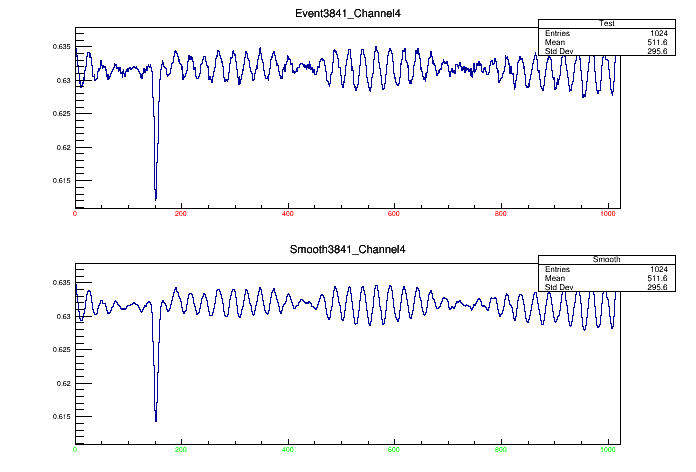 Event3841_Channel4
Test
Entries 1024
Mean 511.6
Std Dev 295.6
0.635
0.63
0.625
0.62
0.615
0 200 400 600 800 1000
Smooth3841_Channel4
Smooth
Entries 1024
Mean 511.6
Std Dev 295.6
0.635
0.63
0.625
0.62
0.615
0 200 400 600 800 1000